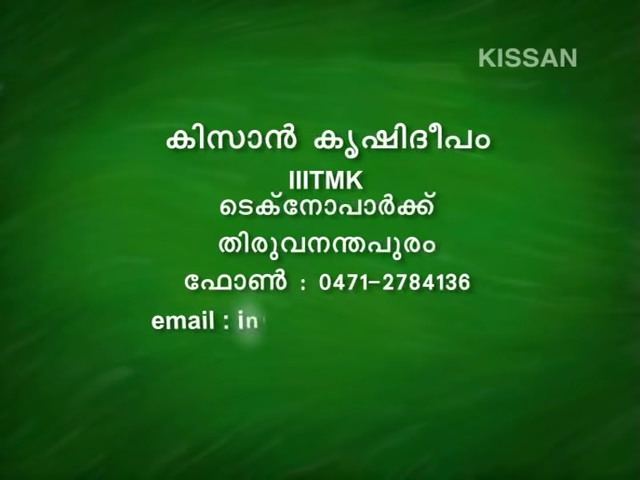 KISSAN
കിസാൻ കൃഷിദീപം
IIITMK
ടെക്നോപാർക്ക്
തിരുവനന്തപുരം
ഫോൺ : 0471-2784136
email : in